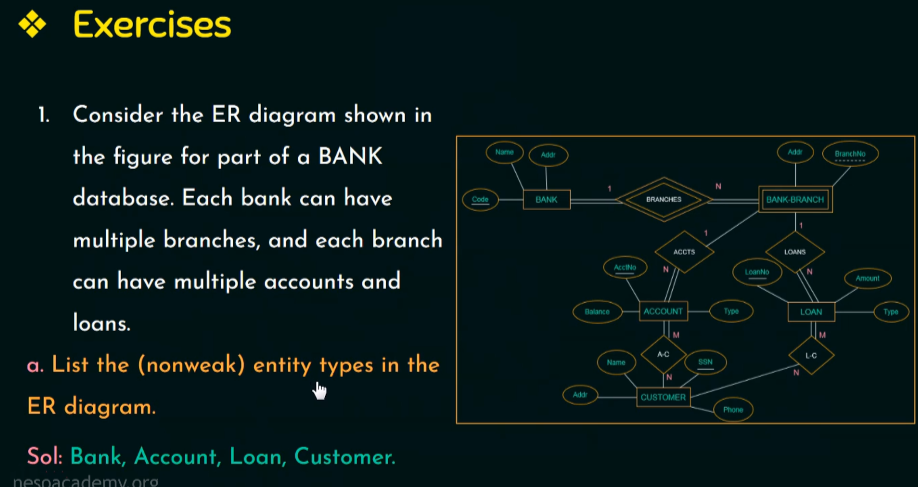 ❖ Exercises
1. Consider the ER diagram shown in
the figure for part of a BANK
database. Each bank can have
multiple branches, and each branch
can have multiple accounts and
loans.
a. List the (nonweak) entity types in the
ER diagram.
Sol: Bank, Account, Loan, Customer.
nesoacademy.org
Name
Addr
Addr
BranchNo
Code
BANK
1
BRANCHES
N
BANK-BRANCH
1
1
ACCTS
LOANS
AcctNo
N
LoanNo
N
Amount
Balance
ACCOUNT
Type
LOAN
Type
M
M
Name
A-C
SSN
L-C
N
N
Addr
CUSTOMER
Phone